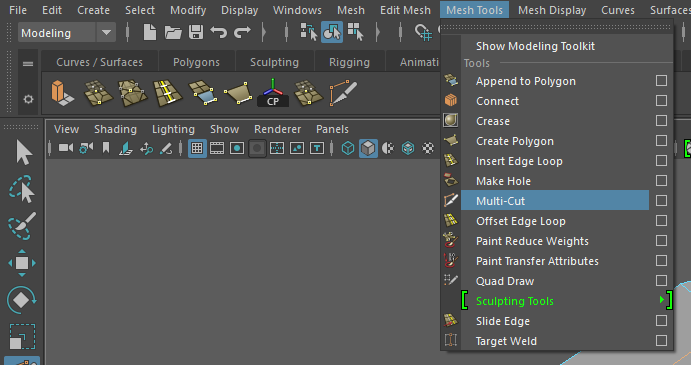 File Edit Create Select Modify Display Windows Mesh Edit Mesh Mesh Tools Mesh Display Curves Surfaces
Modeling
Show Modeling Toolkit
Curves / Surfaces Polygons Sculpting Rigging Animati
Tools
Append to Polygon
Connect
Crease
Create Polygon
Insert Edge Loop
Make Hole
Multi-Cut
Offset Edge Loop
Paint Reduce Weights
Paint Transfer Attributes
Quad Draw
Sculpting Tools
Slide Edge
Target Weld
CP
View Shading Lighting Show Renderer Panels